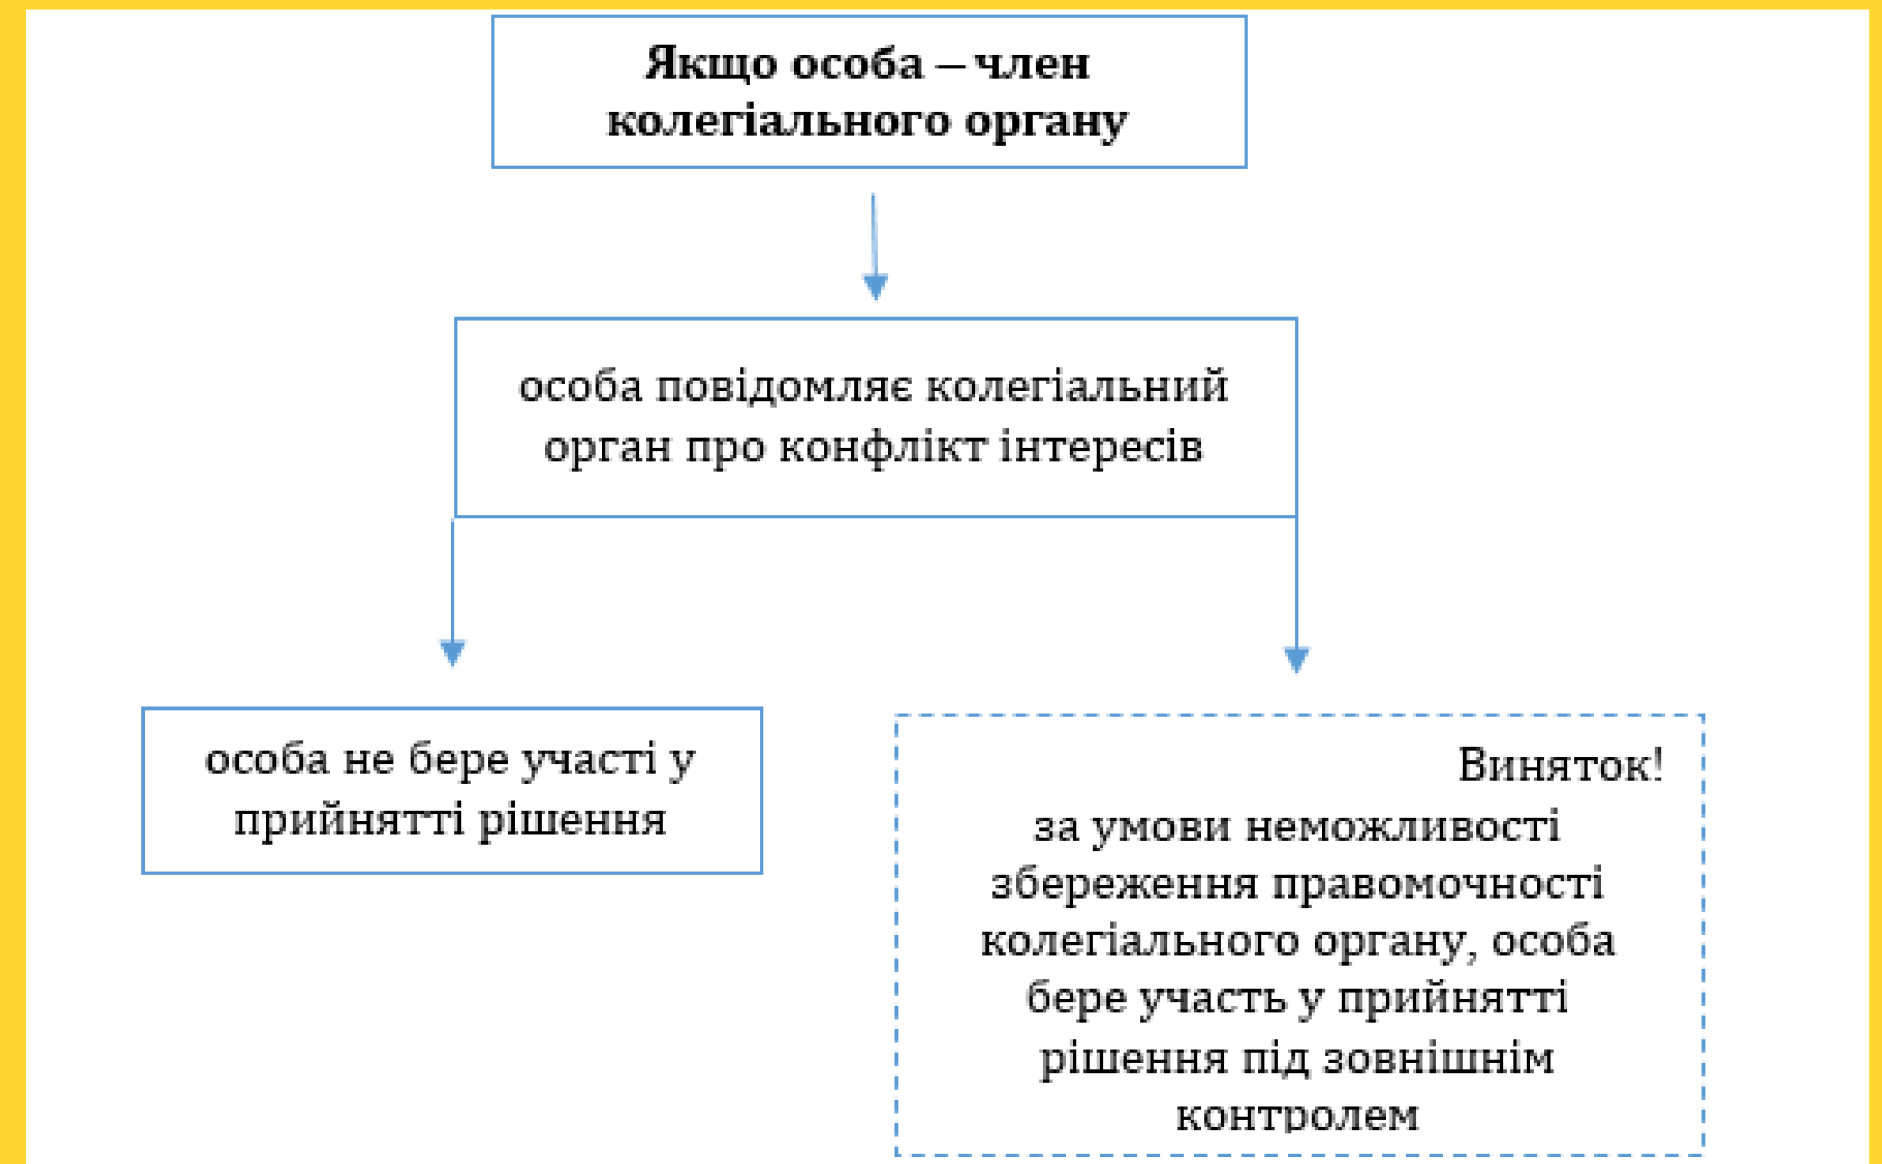 Якщо особа – член
колегіального органу
особа повідомляє колегіальний
орган про конфлікт інтересів
особа не бере участі у
прийнятті рішення
Виняток!
за умови неможливості
збереження правомочності
колегіального органу, особа
бере участь у прийнятті
рішення під зовнішнім
контролем